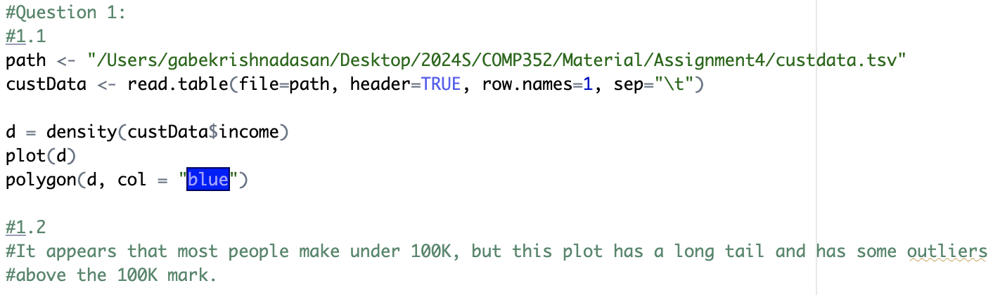 #Question 1:
#1.1
path <- "/Users/gabekrishnadasan/Desktop/2024S/COMP352/Material/Assignment4/custdata.tsv"
custData <- read.table(file=path, header=TRUE, row.names=1, sep="\t")
d = density(custData$income)
plot(d)
polygon(d, col = "blue")
#1.2
#It appears that most people make under 100K, but this plot has a long tail and has some outliers
#above the 100K mark.